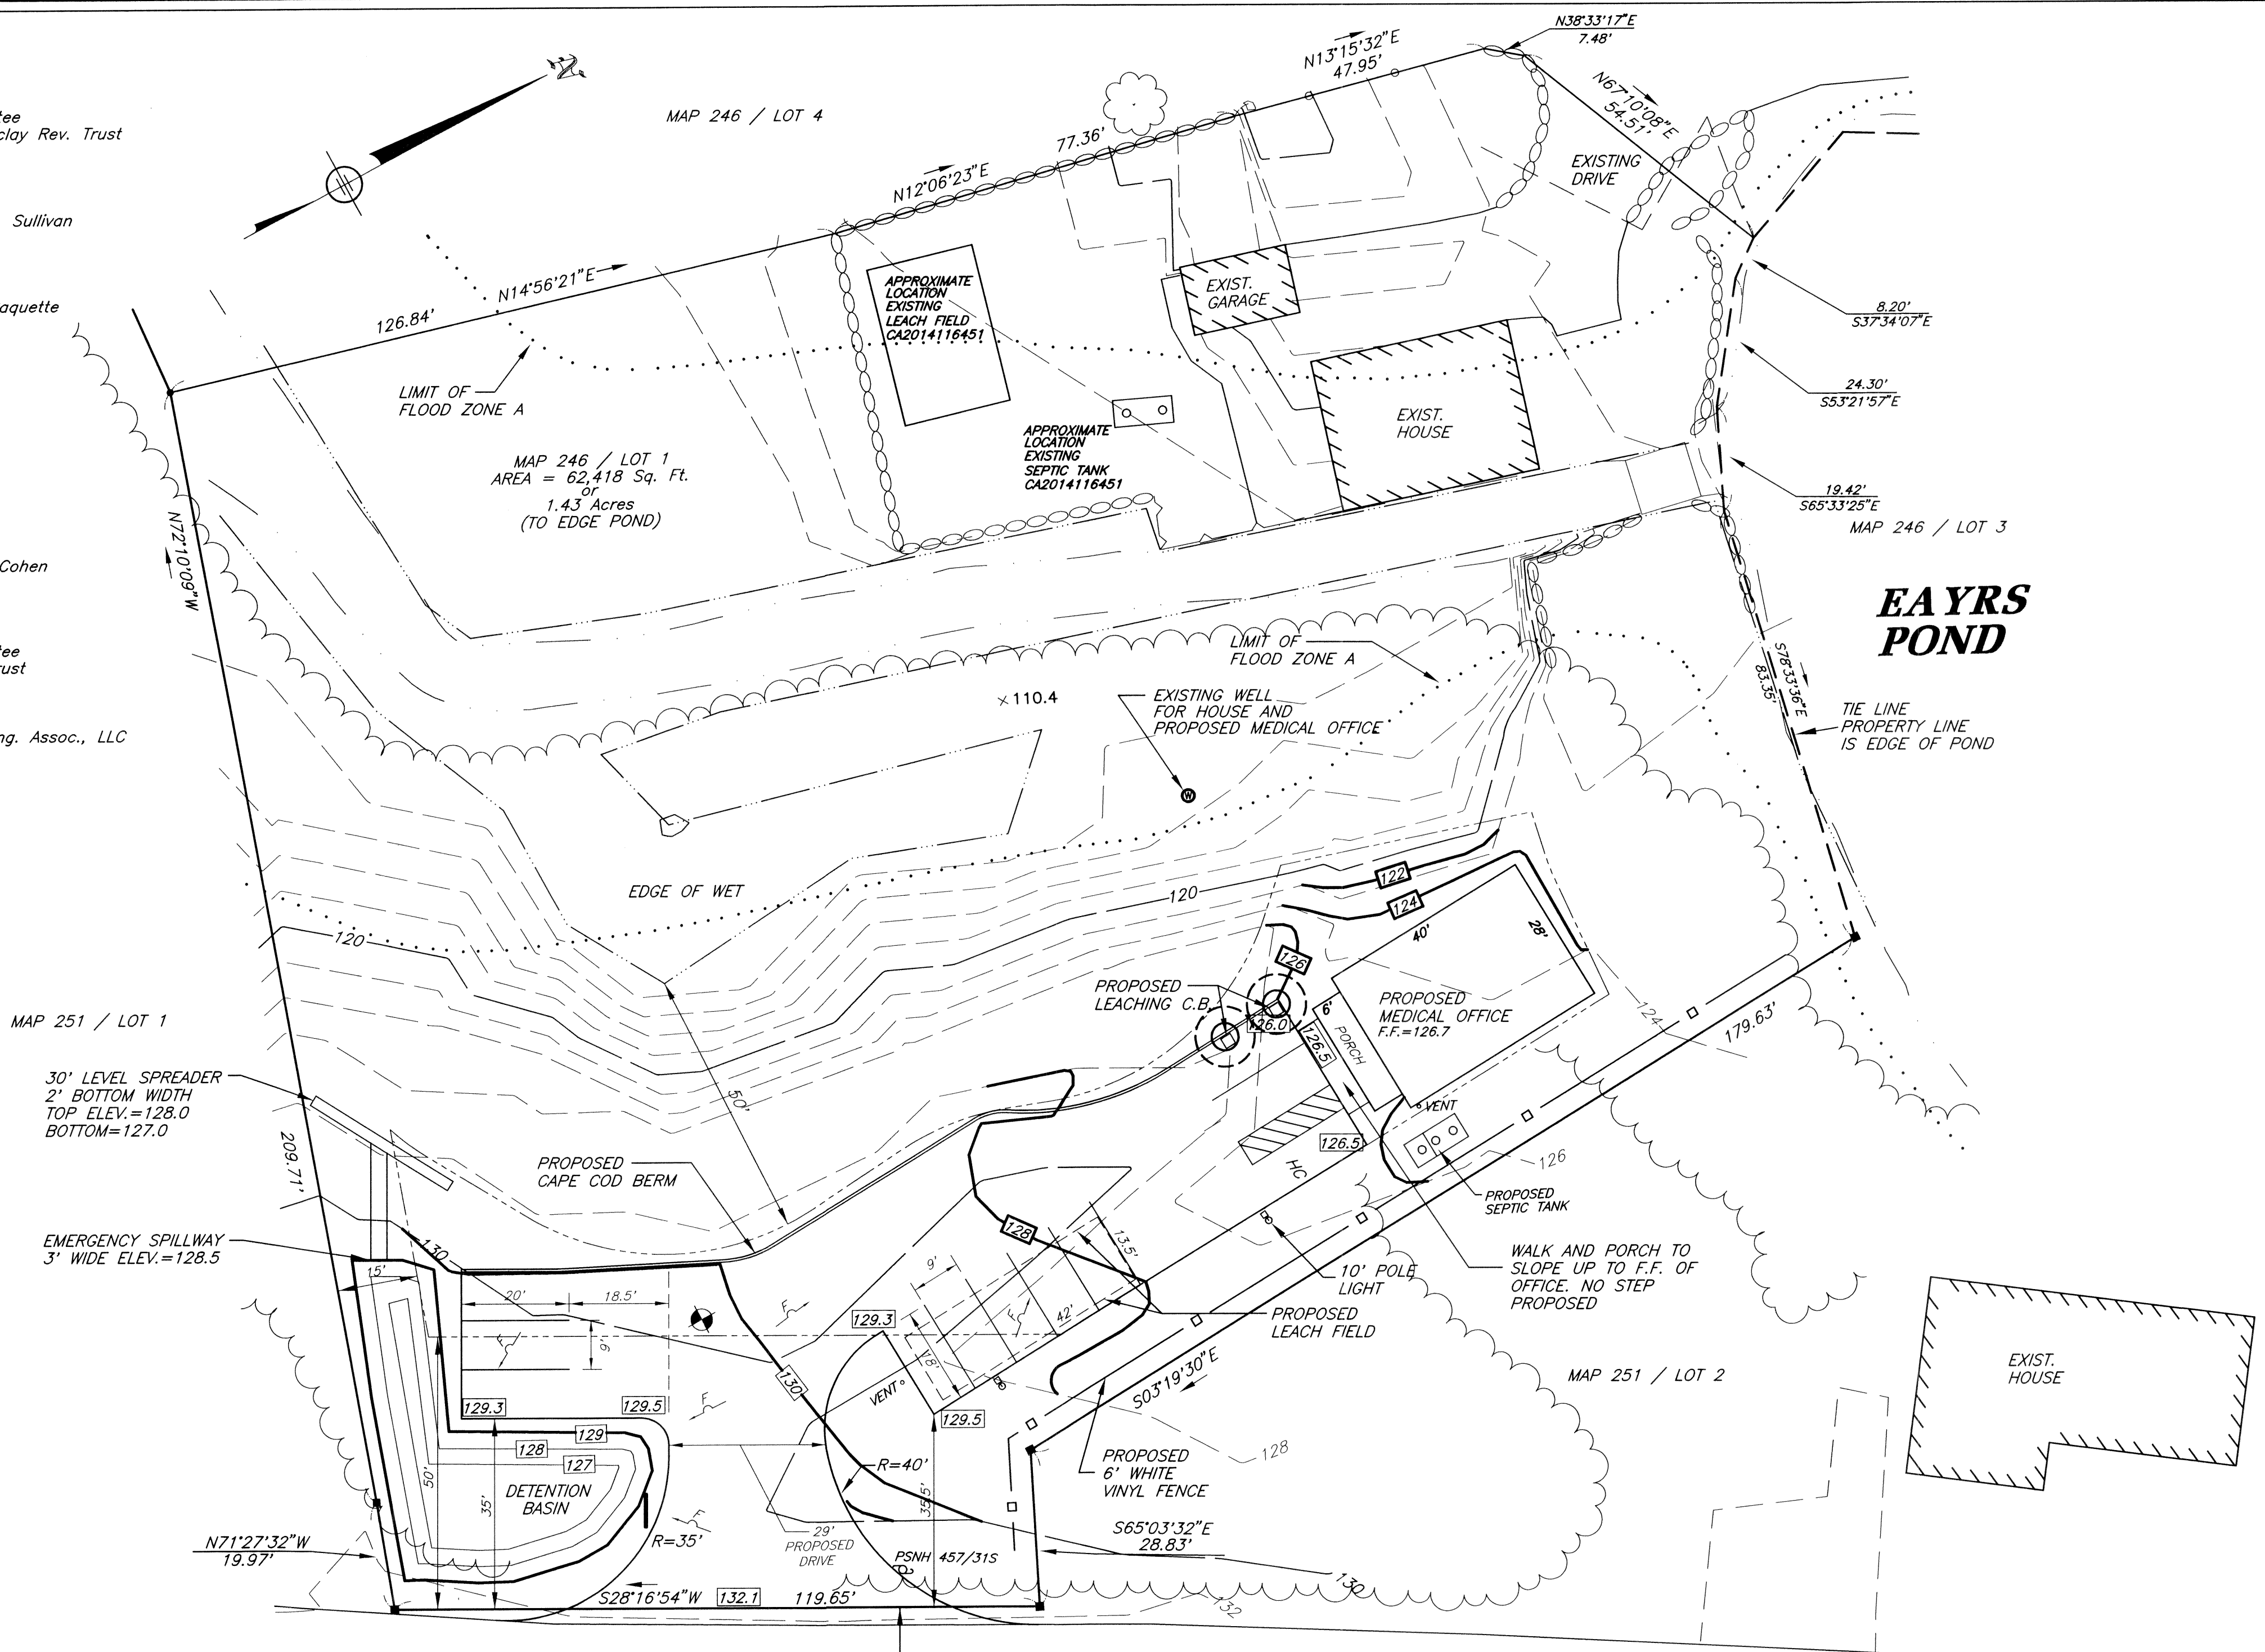 N38°33'17"E
7.48'
N13°15'32"E
47.95'
N67°10'08"E
54.51'
MAP 246 / LOT 4
77.36'
N12°06'23"E
EXISTING
DRIVE
N
tee
clay Rev. Trust
Sullivan
aquette
Cohen
tee
rust
ng. Assoc., LLC
N14°56'21"E
126.84'
APPROXIMATE
LOCATION
EXISTING
LEACH FIELD
CA2014116451
EXIST.
GARAGE
8.20'
S37°34'07"E
LIMIT OF
FLOOD ZONE A
24.30'
S53°21'57"E
EXIST.
HOUSE
APPROXIMATE
LOCATION
EXISTING
SEPTIC TANK
CA2014116451
MAP 246 / LOT 1
AREA = 62,418 Sq. Ft.
or
1.43 Acres
(TO EDGE POND)
19.42'
S65°33'25"E
MAP 246 / LOT 3
N72°10'09"W
EAYRS
POND
LIMIT OF
FLOOD ZONE A
S78°33'36"E
83.35'
110.4
EXISTING WELL
FOR HOUSE AND
PROPOSED MEDICAL OFFICE
TIE LINE
PROPERTY LINE
IS EDGE OF POND
W
EDGE OF WET
120
122
124
120
40'
28'
126
PROPOSED
LEACHING C.B.
126.0
6'
PROPOSED
MEDICAL OFFICE
F.F.=126.7
PORCH
126.5
124
179.63'
MAP 251 / LOT 1
30' LEVEL SPREADER
2' BOTTOM WIDTH
TOP ELEV.=128.0
BOTTOM=127.0
50'
VENT
126.5
HC
126
209.71'
PROPOSED
CAPE COD BERM
PROPOSED
SEPTIC TANK
EMERGENCY SPILLWAY
3' WIDE ELEV.=128.5
130
128
13.5'
9'
WALK AND PORCH TO
SLOPE UP TO F.F. OF
OFFICE. NO STEP
PROPOSED
10' POLE
LIGHT
15'
20'
18.5'
9'
F
F
F
129.3
42'
18'
PROPOSED
LEACH FIELD
130
VENT
S03°19'30"E
MAP 251 / LOT 2
EXIST.
HOUSE
129.3
129.5
F
129.5
129
128
127
50'
35'
DETENTION
BASIN
R=40'
35.5'
128
PROPOSED
6' WHITE
VINYL FENCE
F
R=35'
29'
PROPOSED
DRIVE
PSNH 457/31S
S65°03'32"E
28.83'
N71°27'32"W
19.97'
S28°16'54"W
132.1
119.65'
130
132